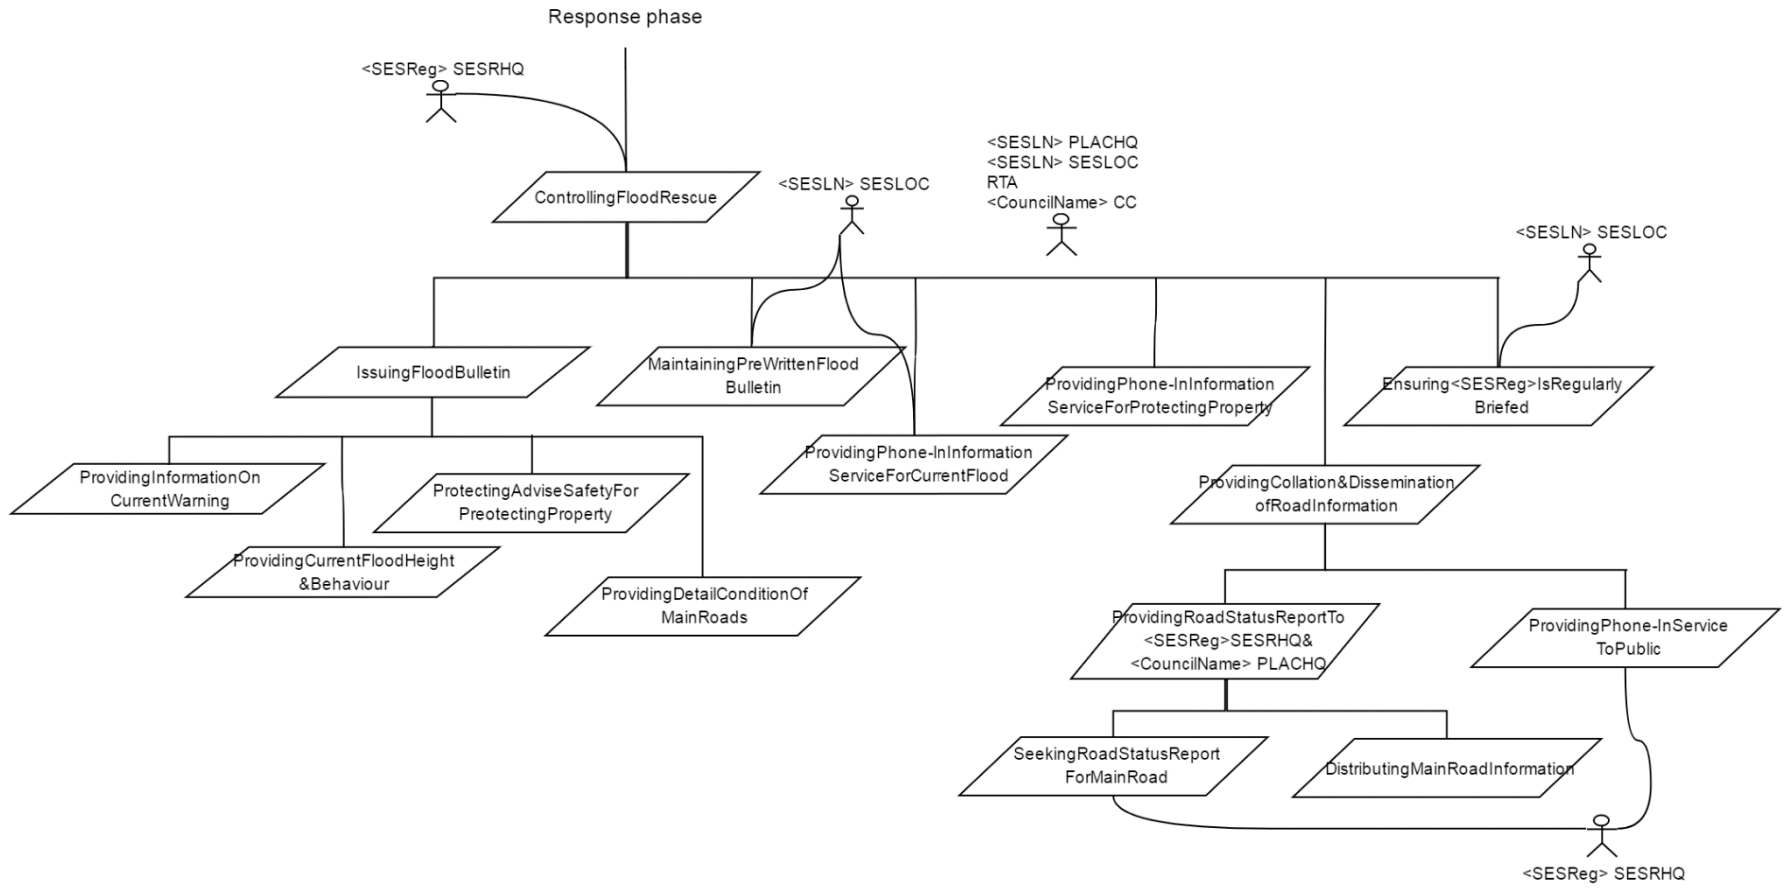 Response phase
<SESReg> SESRHQ
ControllingFloodRescue
<SESLN> SESLOC
<SESLN> PLACHQ
<SESLN> SESLOC
RTA
<CouncilName> CC
<SESLN> SESLOC
IssuingFloodBulletin
MaintainingPreWrittenFlood
Bulletin
ProvidingPhone-InInformation
ServiceForProtectingProperty
Ensuring<SESReg>IsRegularly
Briefed
ProvidingInformationOn
CurrentWarning
ProtectingAdviseSafetyFor
PreotectingProperty
ProvidingPhone-InInformation
ServiceForCurrentFlood
ProvidingCollation&Dissemination
ofRoadInformation
ProvidingCurrentFloodHeight
&Behaviour
ProvidingDetailConditionOf
MainRoads
ProvidingRoadStatusReportTo
<SESReg>SESRHQ&
<CouncilName> PLACHQ
ProvidingPhone-InService
ToPublic
SeekingRoadStatusReport
ForMainRoad
DistributingMainRoadInformation
<SESReg> SESRHQ